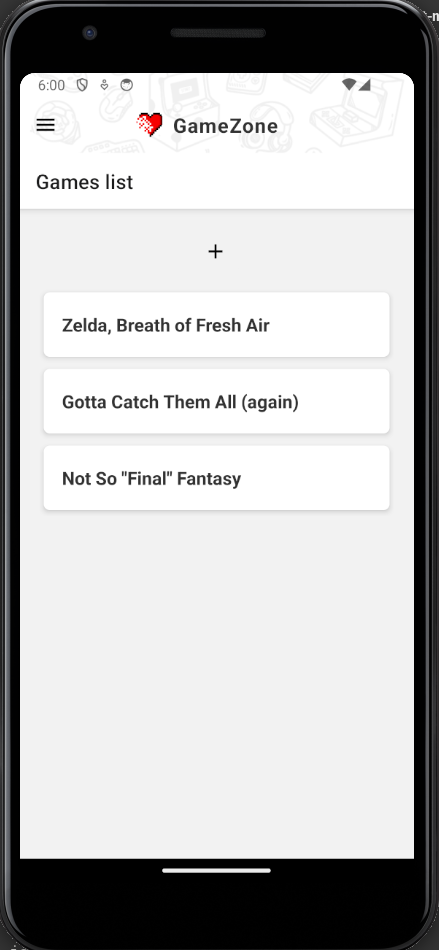 6:00
GameZone
Games list
+
Zelda, Breath of Fresh Air
Gotta Catch Them All (again)
Not So "Final" Fantasy